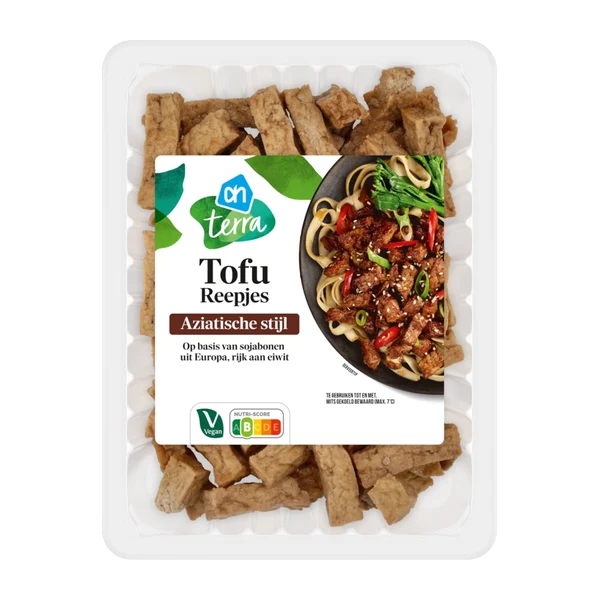 ah
terra
Tofu
Reepjes
Aziatische stijl
Op basis van sojabonen
uit Europa, rijk aan eiwit
SERVEERTIP
TE GEBRUIKEN TOT EN MET,
MITS GEKOELD BEWAARD (MAX. 7°C)
V
Vegan
NUTRI-SCORE
A B C D E